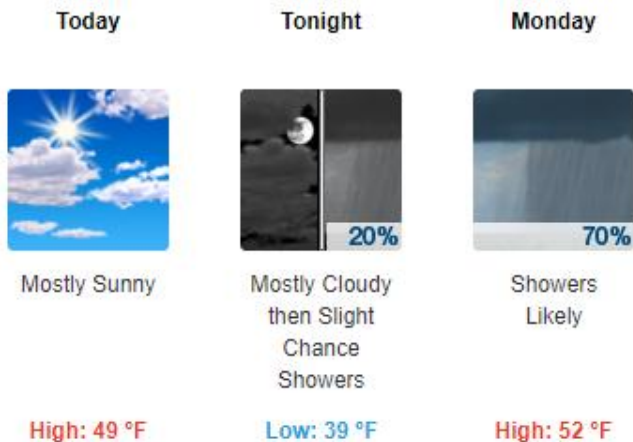 Today
Mostly Sunny
High: 49 °F
Tonight
20%
Mostly Cloudy
then Slight
Chance
Showers
Low: 39 °F
Monday
70%
Showers
Likely
High: 52 °F